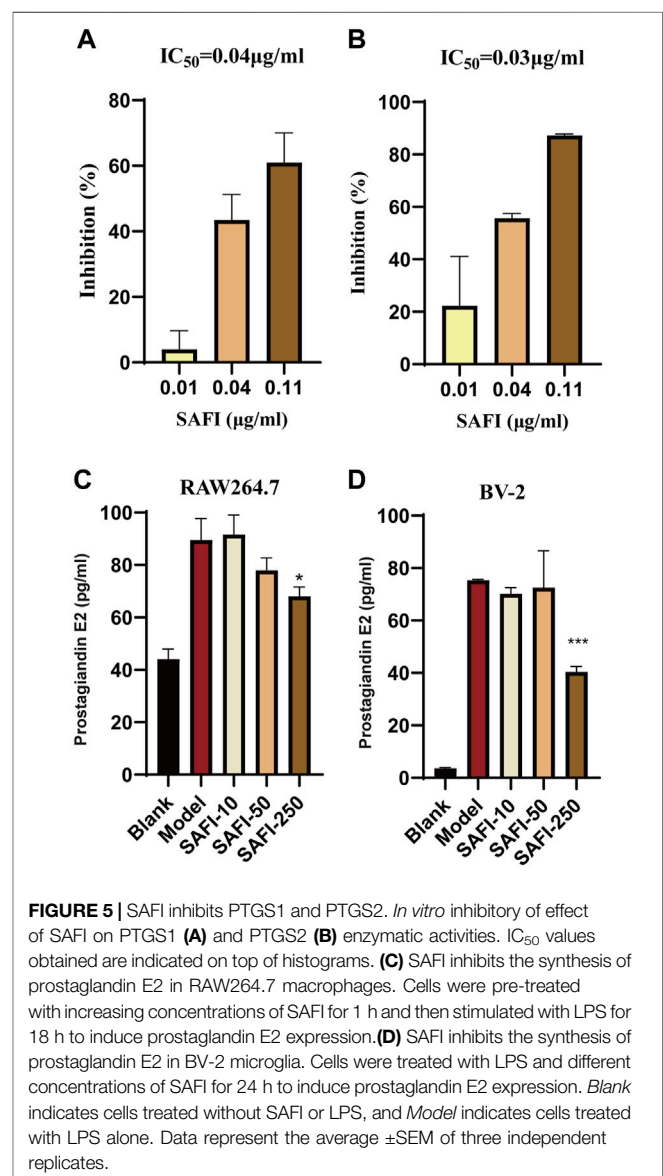 A
IC50=0.04μg/ml
80
60
40
20
0
Inhibition (%)
0.01 0.04 0.11
SAFI (μg/ml)
B
IC50=0.03μg/ml
100
80
60
40
20
0
Inhibition (%)
0.01 0.04 0.11
SAFI (μg/ml)
C
RAW264.7
100
80
60
40
20
0
Prostagiandin E2 (pg/ml)
*
Blank
Model
SAFI-10
SAFI-50
SAFI-250
D
BV-2
100
80
60
40
20
0
Prostagiandin E2 (pg/ml)
***
Blank
Model
SAFI-10
SAFI-50
SAFI-250
FIGURE 5 | SAFI inhibits PTGS1 and PTGS2. In vitro inhibitory of effect
of SAFI on PTGS1 (A) and PTGS2 (B) enzymatic activities. IC50 values
obtained are indicated on top of histograms. (C) SAFI inhibits the synthesis of
prostaglandin E2 in RAW264.7 macrophages. Cells were pre-treated
with increasing concentrations of SAFI for 1 h and then stimulated with LPS for
18 h to induce prostaglandin E2 expression.(D) SAFI inhibits the synthesis of
prostaglandin E2 in BV-2 microglia. Cells were treated with LPS and different
concentrations of SAFI for 24 h to induce prostaglandin E2 expression. Blank
indicates cells treated without SAFI or LPS, and Model indicates cells treated
with LPS alone. Data represent the average ±SEM of three independent
replicates.